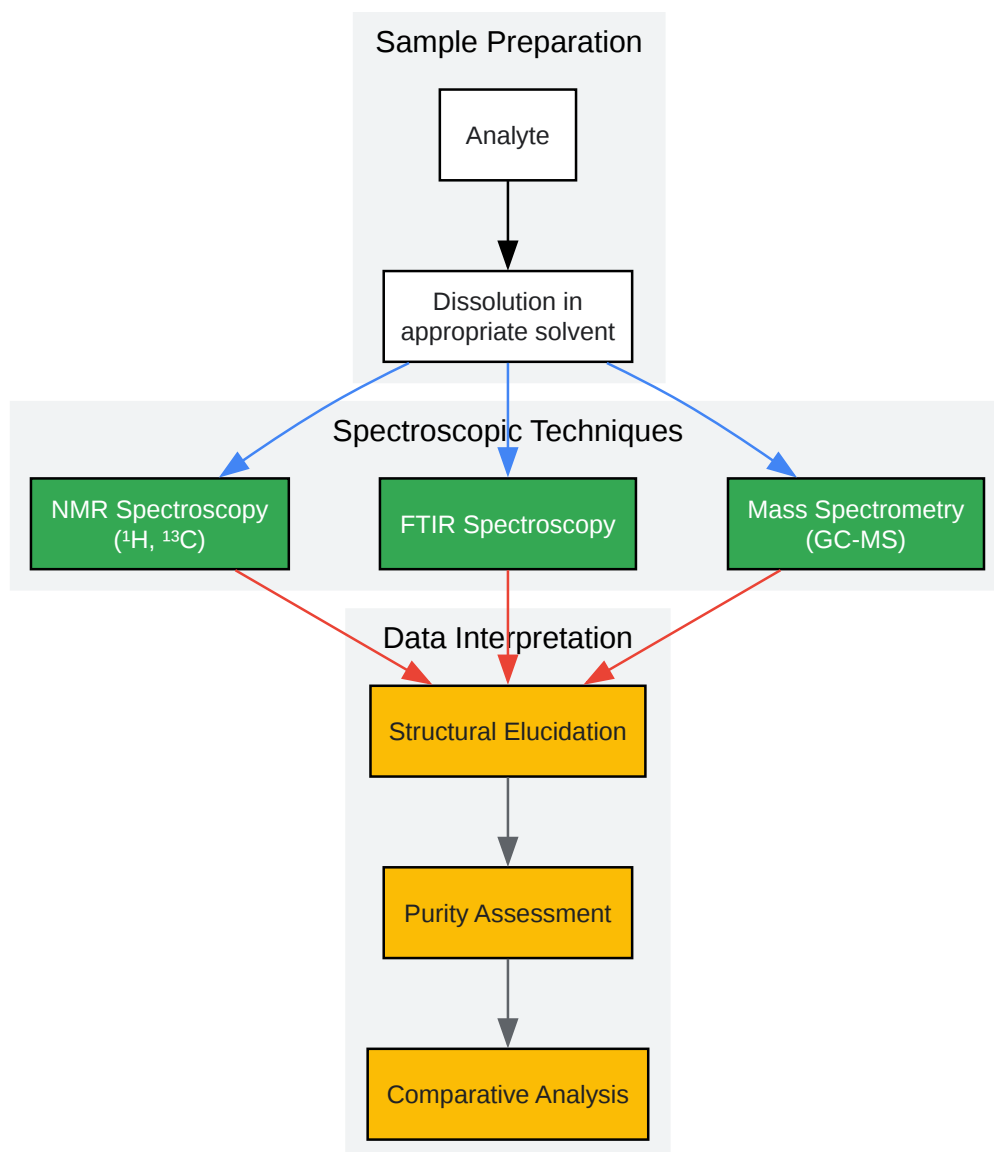 Sample Preparation
Analyte
Dissolution in
appropriate solvent
Spectroscopic Techniques
NMR Spectroscopy
(¹H, ¹³C)
FTIR Spectroscopy
Mass Spectrometry
(GC-MS)
Data Interpretation
Structural Elucidation
Purity Assessment
Comparative Analysis